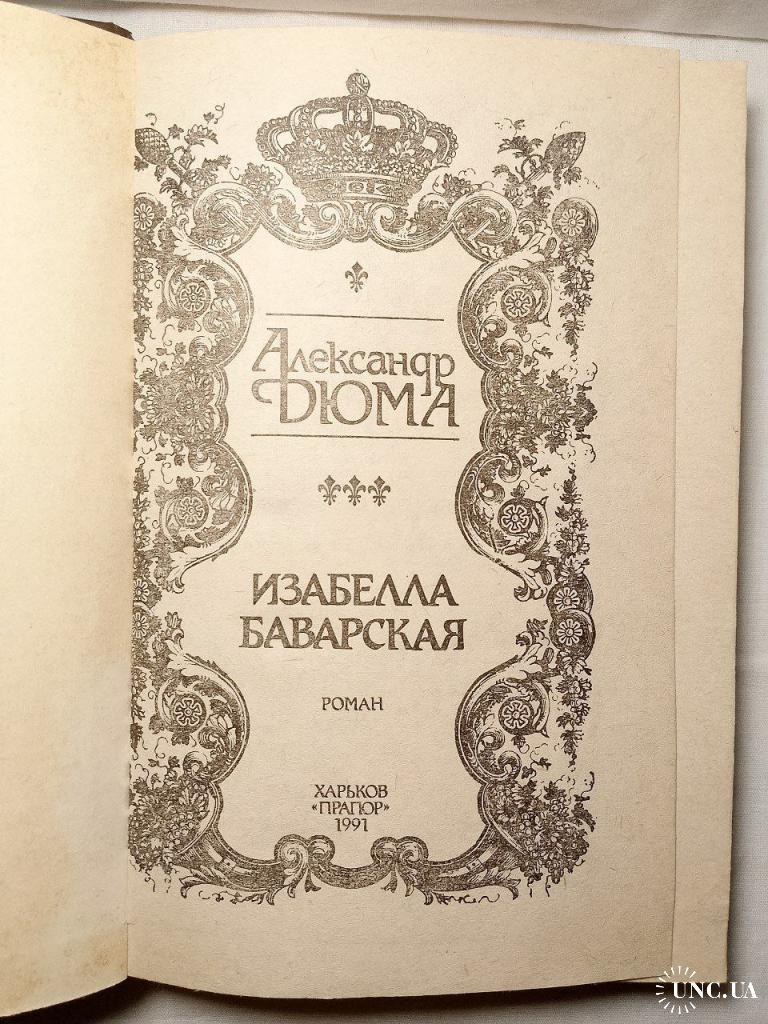 Александр
ДЮМА
ИЗАБЕЛЛА
БАВАРСКАЯ
РОМАН
ХАРЬКОВ
«ПРАПОР»
1991
UNC.UA